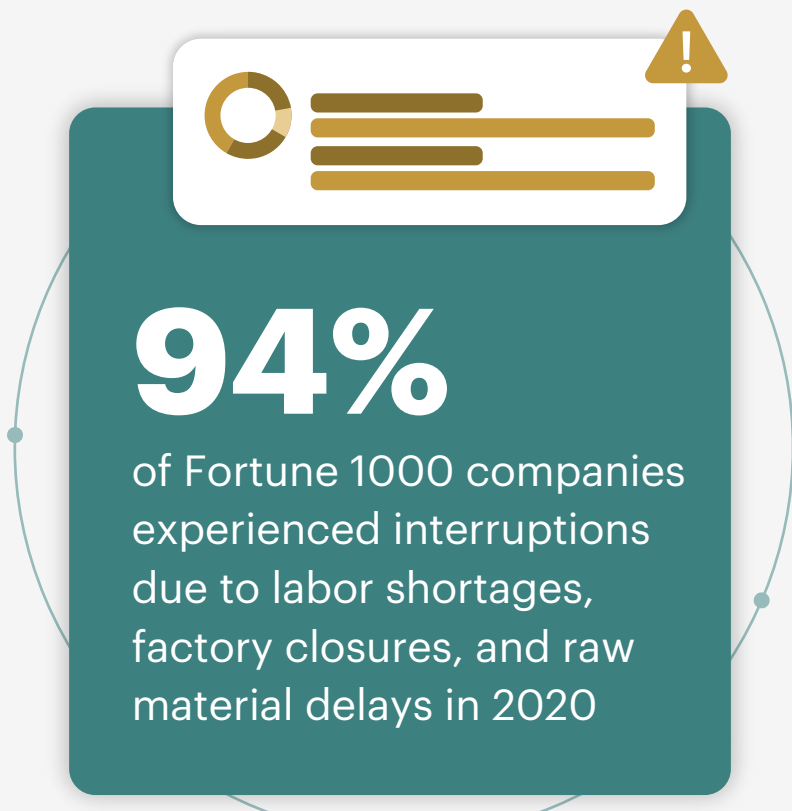 94%
of Fortune 1000 companies
experienced interruptions
due to labor shortages,
factory closures, and raw
material delays in 2020